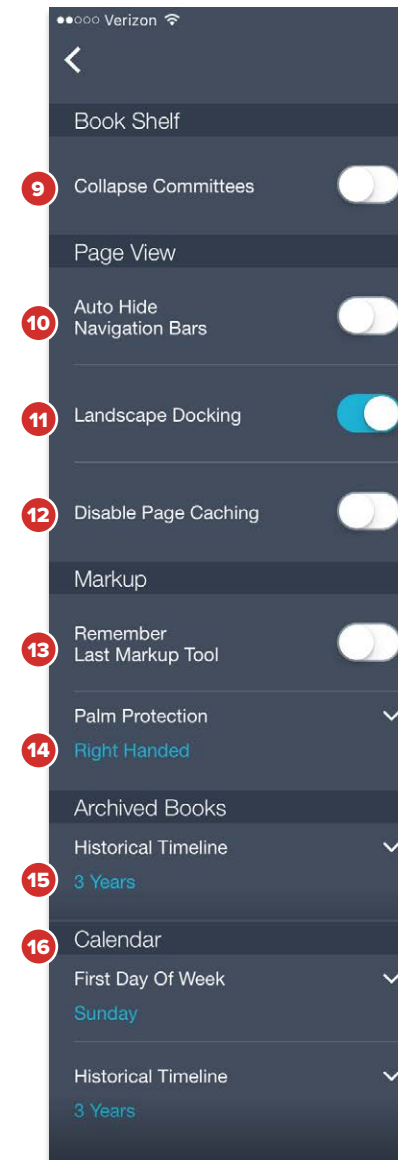 Verizon
Book Shelf
9 Collapse Committees
Page View
10 Auto Hide
Navigation Bars
11 Landscape Docking
12 Disable Page Caching
Markup
13 Remember
Last Markup Tool
Palm Protection
14 Right Handed
Archived Books
Historical Timeline
15 3 Years
16 Calendar
First Day Of Week
Sunday
Historical Timeline
3 Years